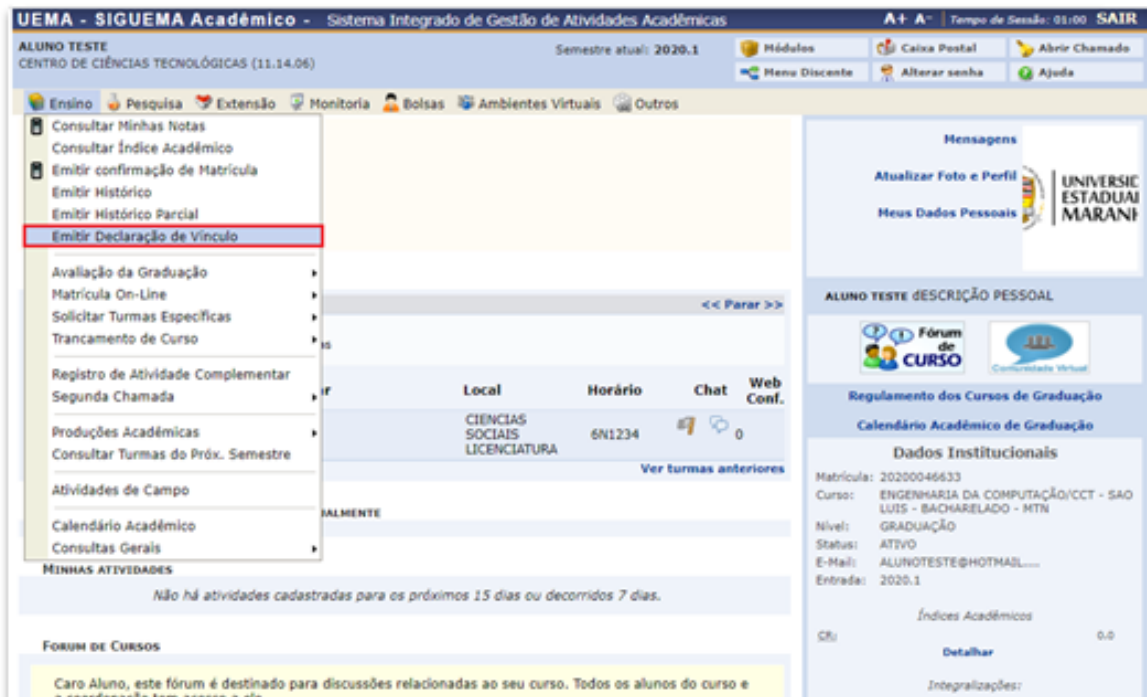 UEMA - SIGUEMA Acadêmico - Sistema Integrado de Gestão de Atividades Acadêmicas A+ A- Tempo de Sessão: 01:00 SAIR
ALUNO TESTE Semestre atual: 2020.1 Módulos Caixa Postal Abrir Chamado
CENTRO DE CIÊNCIAS TECNOLÓGICAS (11.14.06) Menu Discente Alterar senha Ajuda
Ensino Pesquisa Extensão Monitoria Bolsas Ambientes Virtuais Outros
Consultar Minhas Notas
Consultar Índice Acadêmico
Emitir confirmação de Matrícula
Emitir Histórico
Emitir Histórico Parcial
Emitir Declaração de Vínculo
Avaliação da Graduação
Matrícula On-Line
Solicitar Turmas Específicas
Trancamento de Curso
Registro de Atividade Complementar
Segunda Chamada
Produções Acadêmicas
Consultar Turmas do Próx. Semestre
Atividades de Campo
Calendário Acadêmico
Consultas Gerais
<< Parar >>
Local Horário Chat Web Conf.
CIENCIAS
SOCIAIS 6N1234 0
LICENCIATURA
Ver turmas anteriores
MINHAS ATIVIDADES
Não há atividades cadastradas para os próximos 15 dias ou decorridos 7 dias.
FORUM DE CURSOS
Caro Aluno, este fórum é destinado para discussões relacionadas ao seu curso. Todos os alunos do curso e
a coordenação tem acesso a ele.
Mensagens
Atualizar Foto e Perfil
Meus Dados Pessoais
UNIVERSID
ESTADUAL
MARANH
ALUNO TESTE dESCRIÇÃO PESSOAL
Fórum
de
CURSO
Comunidade Virtual
Regulamento dos Cursos de Graduação
Calendário Acadêmico de Graduação
Dados Institucionais
Matrícula: 20200046633
Curso: ENGENHARIA DA COMPUTAÇÃO/CCT - SAO
LUIS - BACHARELADO - MTN
Nível: GRADUAÇÃO
Status: ATIVO
E-Mail: ALUNOTESTE@HOTMAIL....
Entrada: 2020.1
Índices Acadêmicos
CR: 0.0
Detalhar
Integralizações: